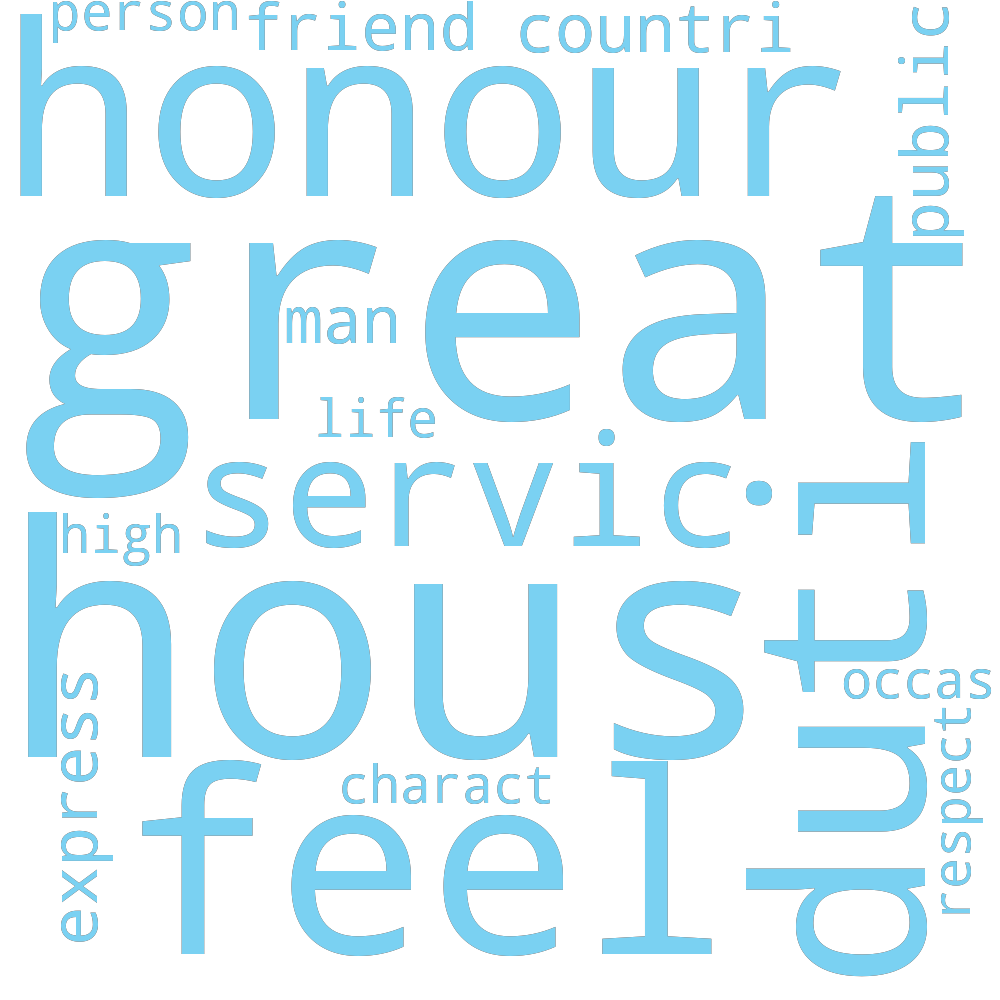 person
friend
countri
public
honour
great
man
life
servic
duti
high
hous
occas
express
respect
charact
feel